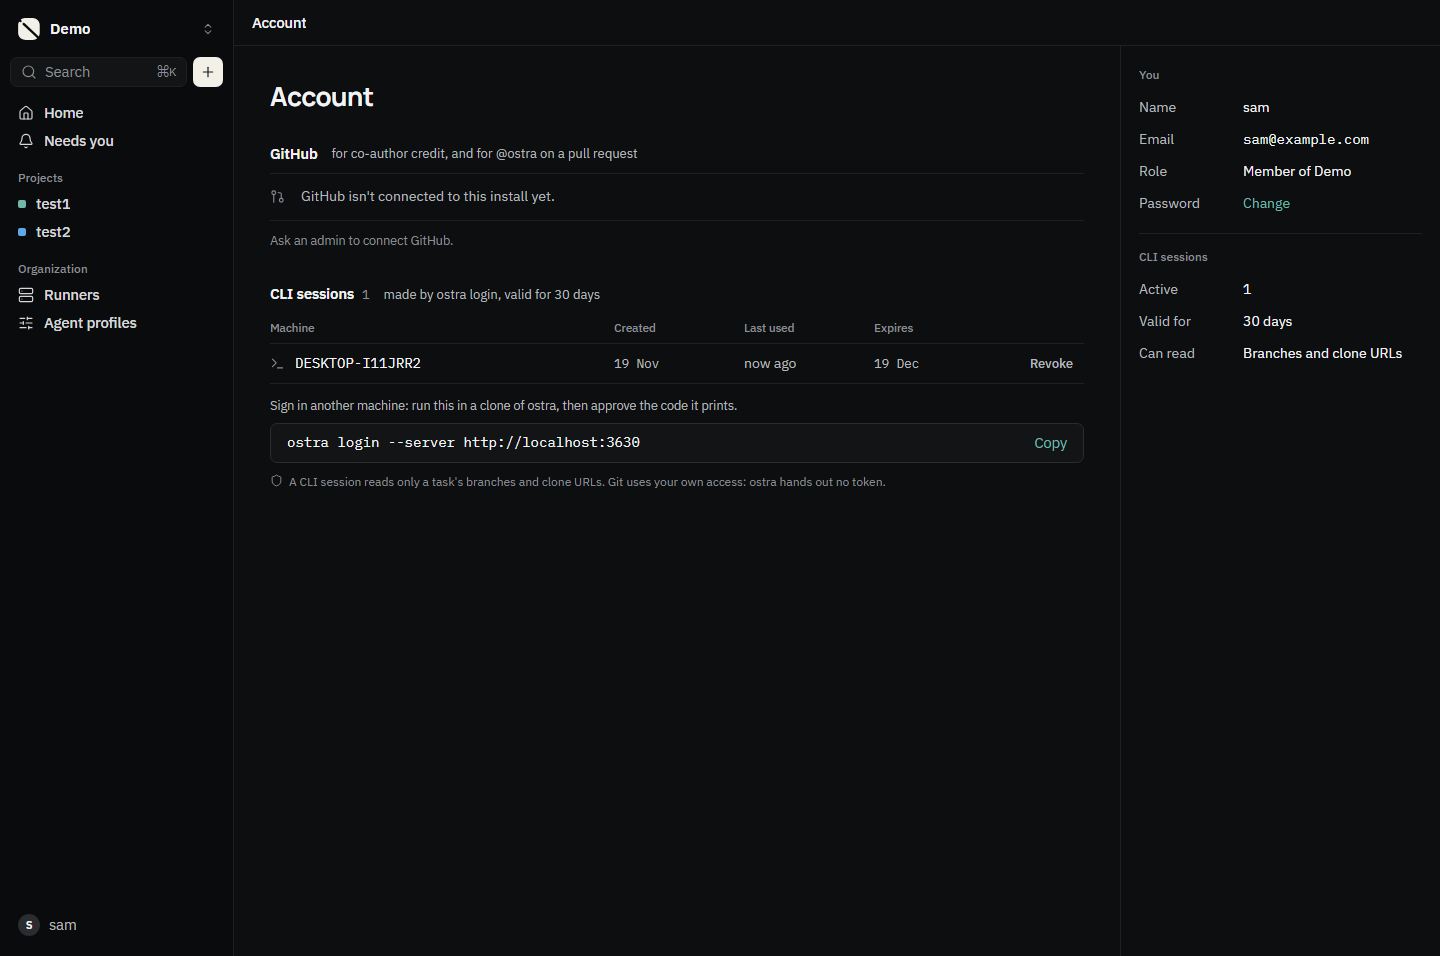 Demo
Search ⌘K
Home
Needs you
Projects
test1
test2
Organization
Runners
Agent profiles
S sam
Account
Account
GitHub for co-author credit, and for @ostra on a pull request
GitHub isn't connected to this install yet.
Ask an admin to connect GitHub.
CLI sessions 1 made by ostra login, valid for 30 days
Machine Created Last used Expires
DESKTOP-I11JRR2 19 Nov now ago 19 Dec Revoke
Sign in another machine: run this in a clone of ostra, then approve the code it prints.
ostra login --server http://localhost:3630 Copy
A CLI session reads only a task's branches and clone URLs. Git uses your own access: ostra hands out no token.
You
Name sam
Email sam@example.com
Role Member of Demo
Password Change
CLI sessions
Active 1
Valid for 30 days
Can read Branches and clone URLs